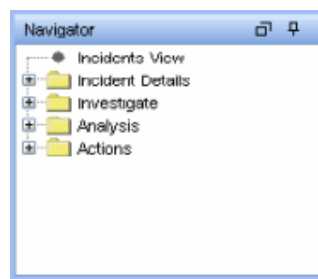 Navigator
Incidents View
Incident Details
Investigate
Analysis
Actions